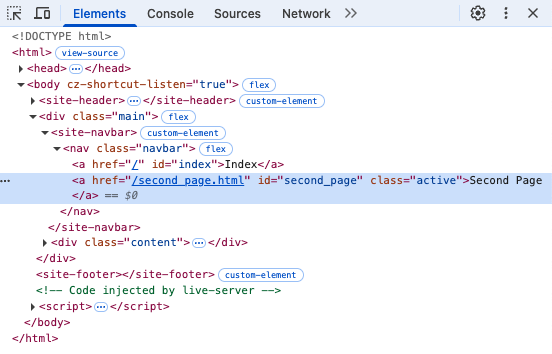 Elements Console Sources Network
<!DOCTYPE html>
<html> view-source
<head> … </head>
<body cz-shortcut-listen="true"> flex
<site-header> … </site-header> custom-element
<div class="main"> flex
<site-navbar> custom-element
<nav class="navbar"> flex
<a href="/" id="index">Index</a>
… <a href="/second_page.html" id="second_page" class="active">Second Page
</a> == $0
</nav>
</site-navbar>
<div class="content"> … </div>
</div>
<site-footer></site-footer> custom-element
<!-- Code injected by live-server -->
<script> … </script>
</body>
</html>